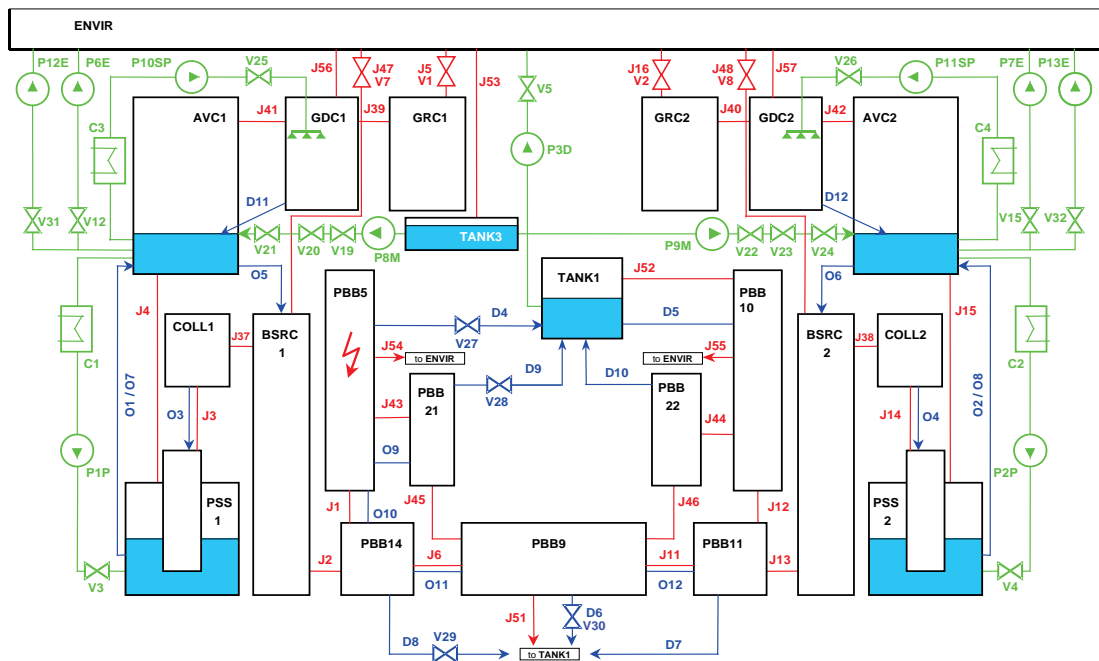 ENVIR
P12E
P6E
P10SP
V25
J56
J47
V7
J5
V1
J53
V5
J16
V2
J48
V8
J57
V26
P11SP
P7E
P13E
C3
AVC1
J41
GDC1
J39
GRC1
P3D
GRC2
J40
GDC2
J42
AVC2
C4
D11
D12
V31
V12
V21
V20
V19
P8M
TANK3
P9M
V22
V23
V24
V15
V32
O5
J4
PBB5
TANK1
J52
PBB
10
O6
J15
C1
COLL1
J37
BSRC
1
D4
V27
D5
BSRC
2
J38
COLL2
C2
J54
to ENVIR
D9
D10
J55
to ENVIR
O1 / O7
O3
J3
J43
PBB
21
V28
PBB
22
J44
J14
O4
O2 / O8
P1P
O9
P2P
PSS
1
J1
O10
J45
J46
J12
PSS
2
V3
J2
PBB14
J6
O11
PBB9
J11
O12
PBB11
J13
V4
J51
D6
V30
D8
V29
to TANK1
D7